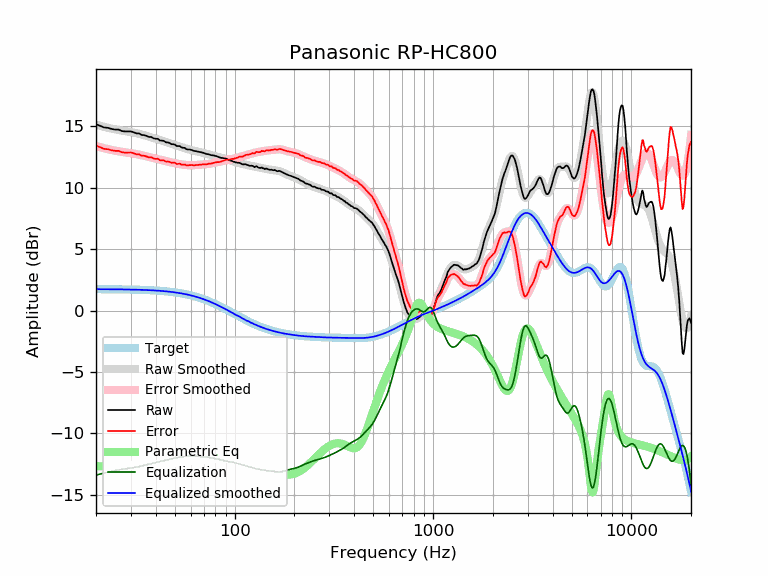 Panasonic RP-HC800
Amplitude (dBr)
15
10
5
0
−5
−10
−15
Target
Raw Smoothed
Error Smoothed
Raw
Error
Parametric Eq
Equalization
Equalized smoothed
100
1000
10000
Frequency (Hz)